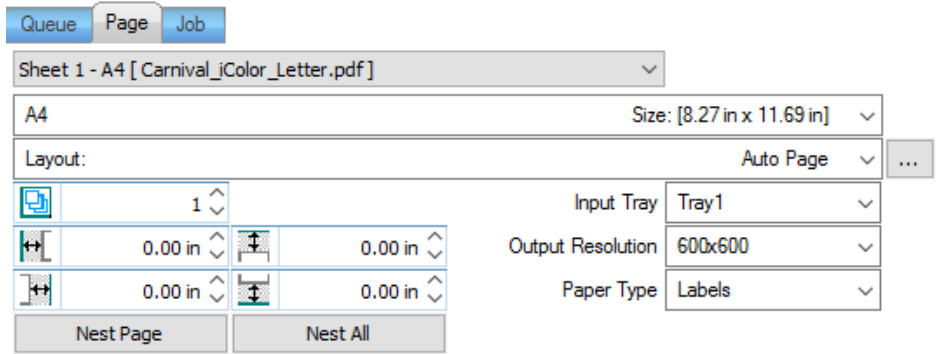 Queue Page Job
Sheet 1 - A4 [ Carnival_iColor_Letter.pdf ]
A4 Size: [8.27 in x 11.69 in]
Layout: Auto Page ...
1 Input Tray Tray1
0.00 in 0.00 in Output Resolution 600x600
0.00 in 0.00 in Paper Type Labels
Nest Page Nest All